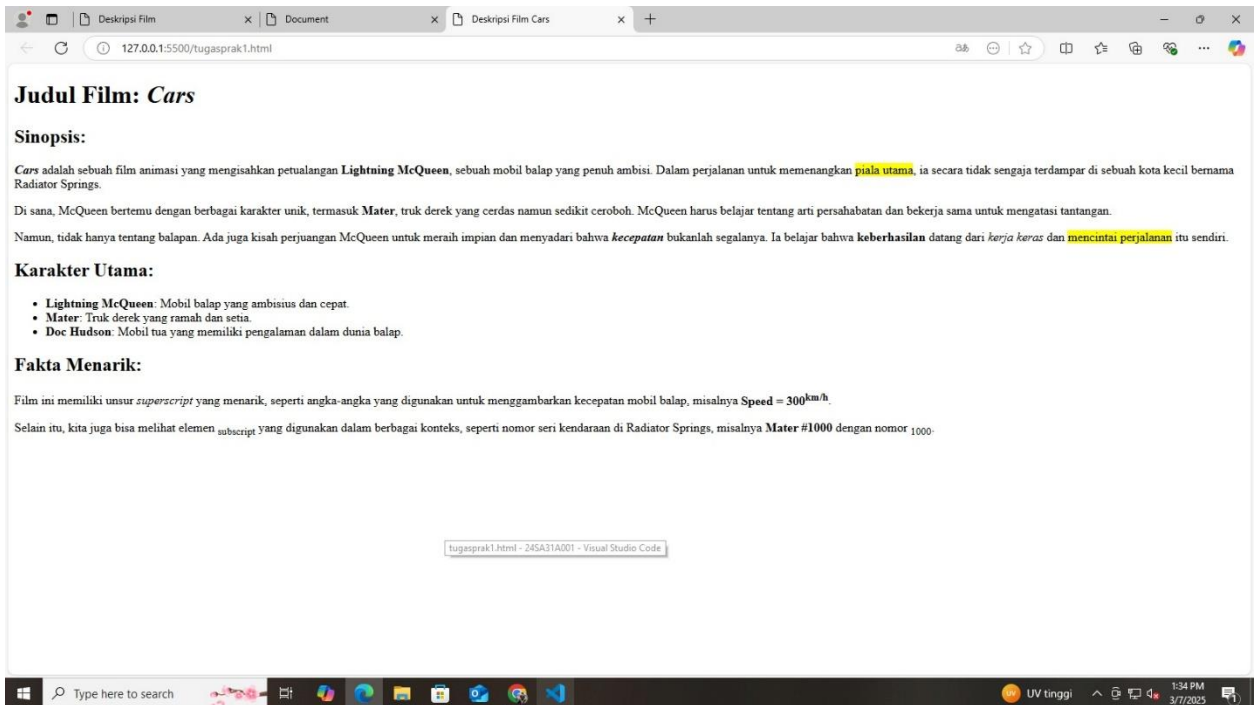 Deskripsi Film
Document
Deskripsi Film Cars
127.0.0.1:5500/tugasprak1.html
Judul Film: Cars
Sinopsis:
Cars adalah sebuah film animasi yang mengisahkan petualangan Lightning McQueen, sebuah mobil balap yang penuh ambisi. Dalam perjalanan untuk memenangkan piala utama, ia secara tidak sengaja terdampar di sebuah kota kecil bernama
Radiator Springs.
Di sana, McQueen bertemu dengan berbagai karakter unik, termasuk Mater, truk derek yang cerdas namun sedikit ceroboh. McQueen harus belajar tentang arti persahabatan dan bekerja sama untuk mengatasi tantangan.
Namun, tidak hanya tentang balapan. Ada juga kisah perjuangan McQueen untuk meraih impian dan menyadari bahwa kecepatan bukanlah segalanya. Ia belajar bahwa keberhasilan datang dari kerja keras dan mencintai perjalanan itu sendiri.
Karakter Utama:
• Lightning McQueen: Mobil balap yang ambisius dan cepat.
• Mater: Truk derek yang ramah dan setia.
• Doc Hudson: Mobil tua yang memiliki pengalaman dalam dunia balap.
Fakta Menarik:
Film ini memiliki unsur superscript yang menarik, seperti angka-angka yang digunakan untuk menggambarkan kecepatan mobil balap, misalnya Speed = 300km/h.
Selain itu, kita juga bisa melihat elemen subscript yang digunakan dalam berbagai konteks, seperti nomor seri kendaraan di Radiator Springs, misalnya Mater #1000 dengan nomor 1000.
tugasprak1.html - 24SA31A001 - Visual Studio Code
Type here to search
UV
UV tinggi
1:34 PM
3/7/2025